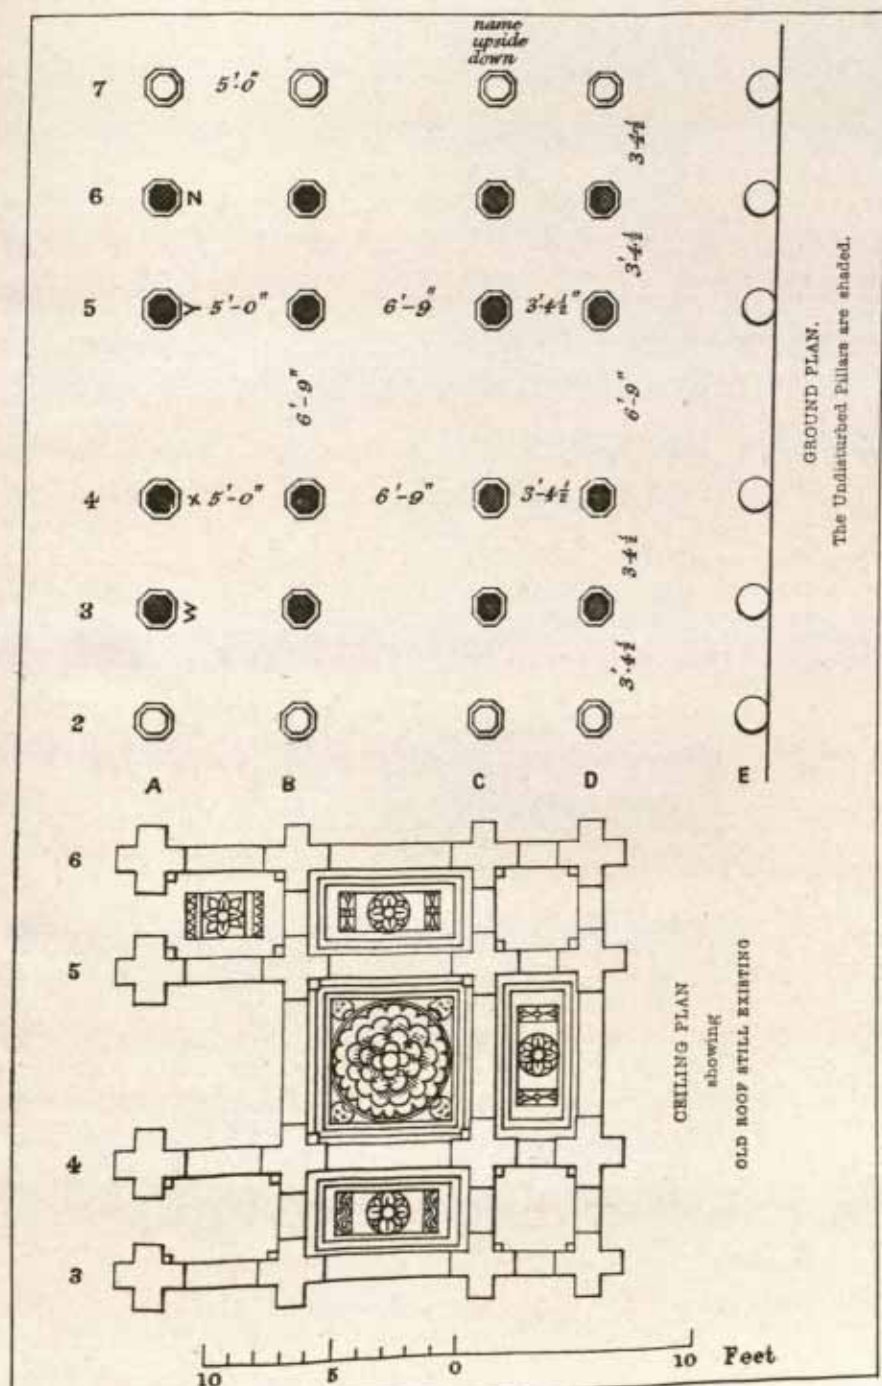 name
upside
down
7
5'-0"
3 4½
6
N
3'4½
5
Y
5'-0"
6'-9"
3'4½"
6'-9"
6'-9"
4
X
5'-0"
6'-9"
3'-4½
3 4½
3
W
3'.4½
2
A
B
C
D
E
GROUND PLAN.
The Undisturbed Pillars are shaded.
6
5
4
3
CEILING PLAN
showing
OLD ROOF STILL EXISTING
10
5
0
10
Feet